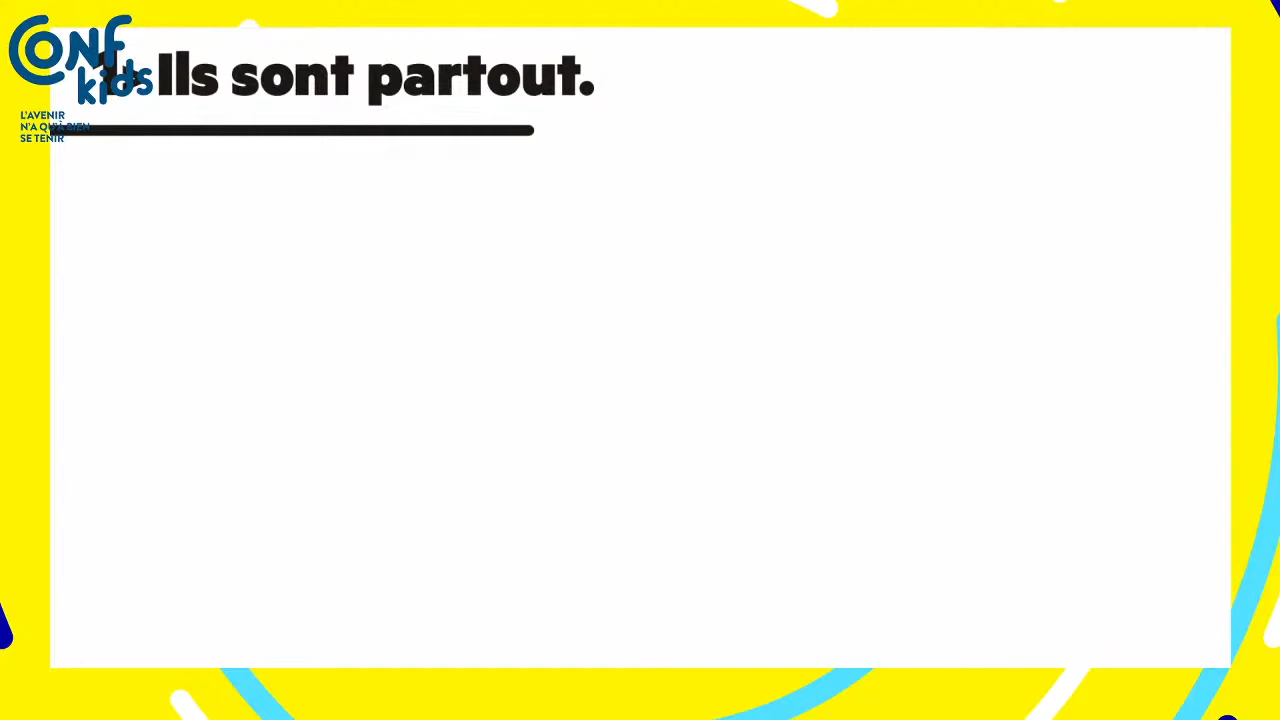 CONF
kids
Ils sont partout.
L'AVENIR
N'A QU'À BIEN
SE TENIR